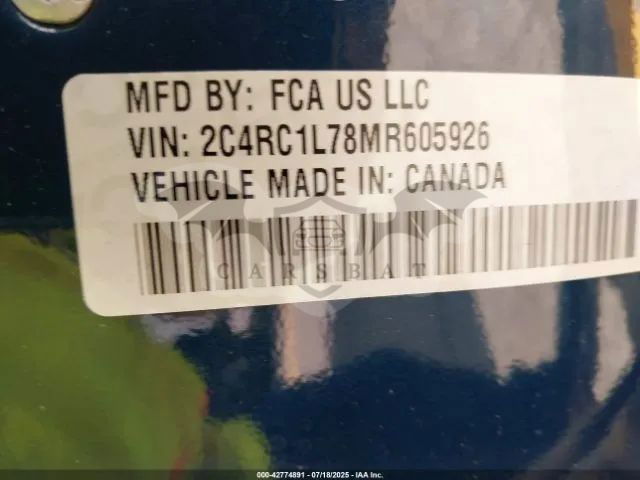 MFD BY: FCA US LLC
VIN: 2C4RC1L78MR605926
VEHICLE MADE IN: CANADA
CARSBAT
000-42774891 - 07/18/2025 - IAA Inc.